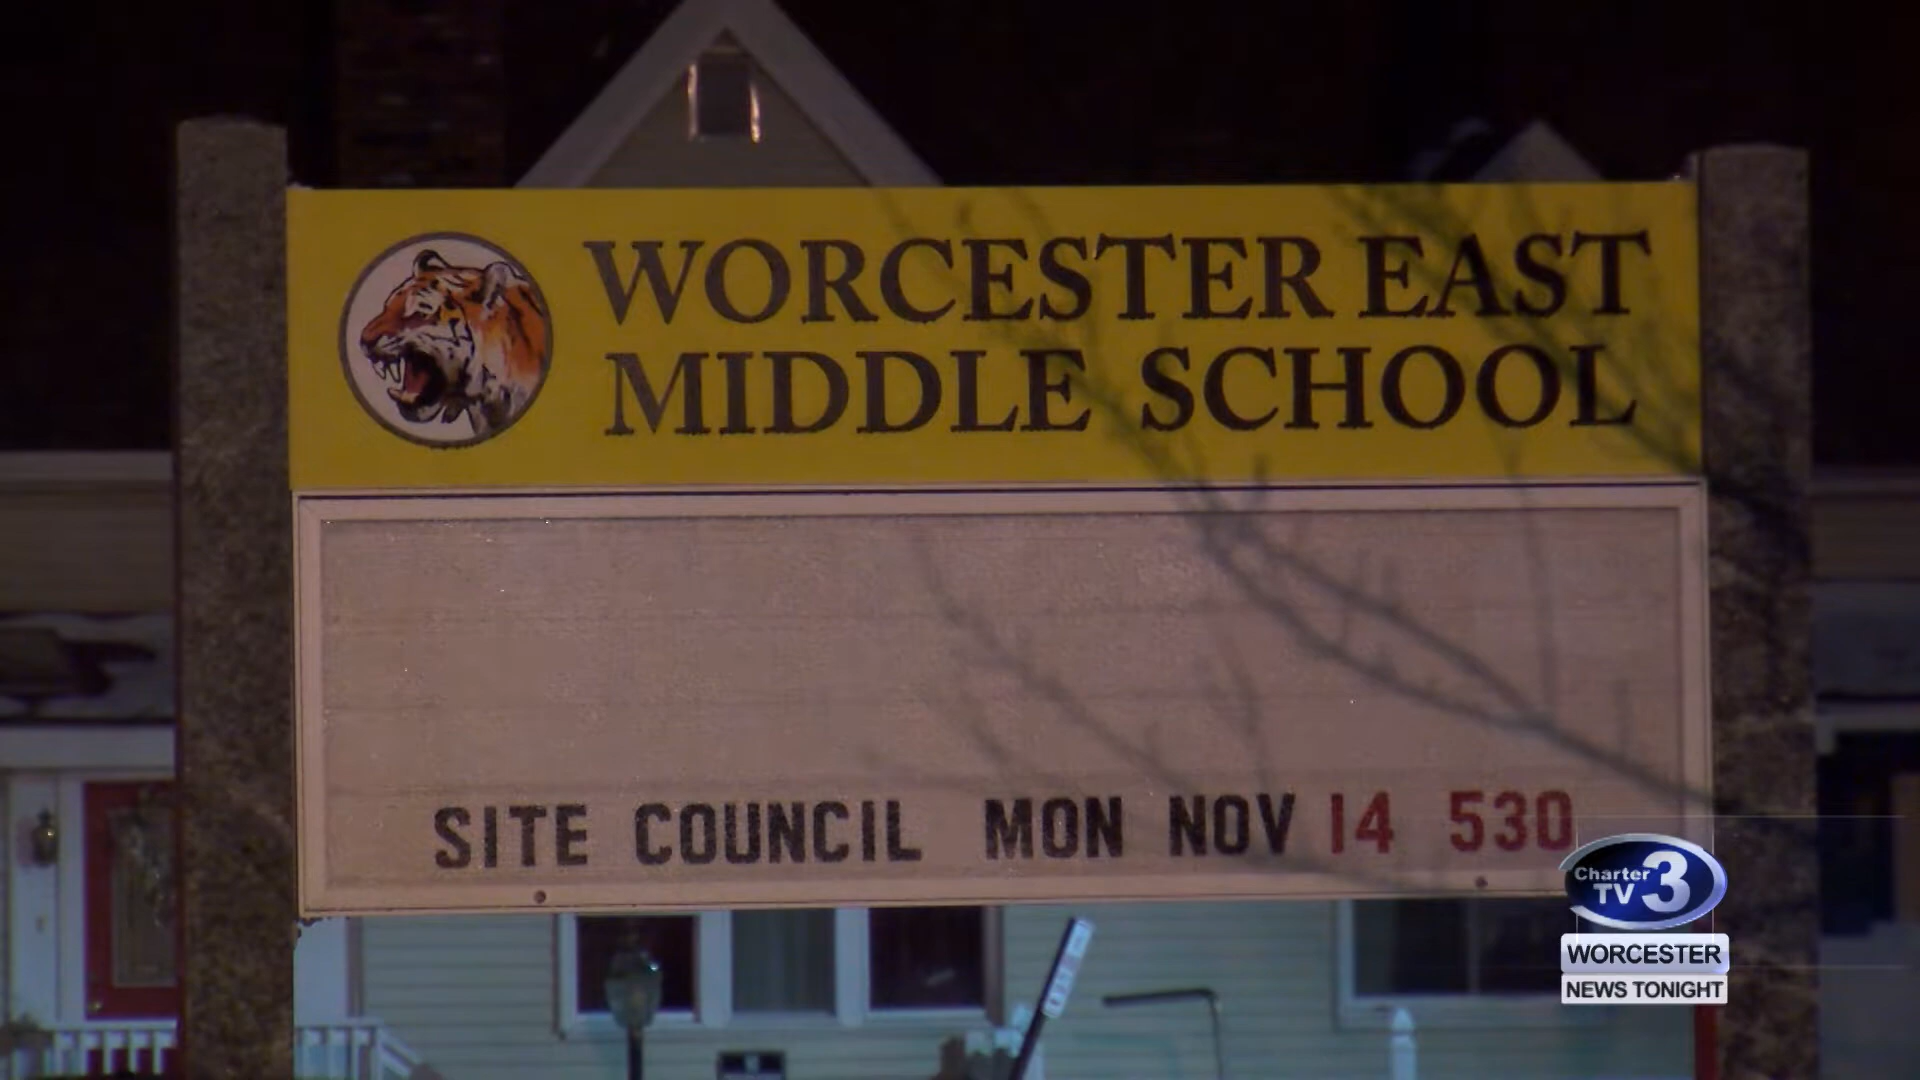 WORCESTER EAST
MIDDLE SCHOOL
SITE COUNCIL MON NOV 14 530
Charter
TV 3
WORCESTER
NEWS TONIGHT